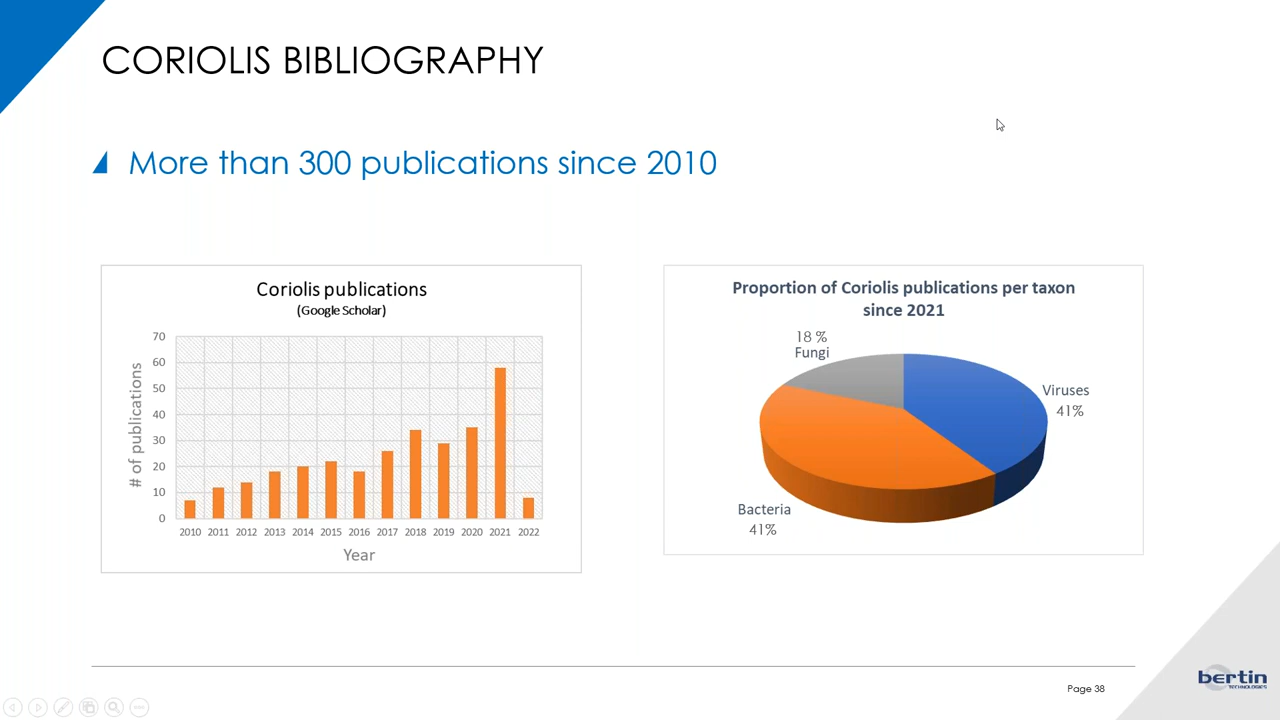 CORIOLIS BIBLIOGRAPHY
More than 300 publications since 2010
Coriolis publications
(Google Scholar)
# of publications
70
60
50
40
30
20
10
0
2010 2011 2012 2013 2014 2015 2016 2017 2018 2019 2020 2021 2022
Year
Proportion of Coriolis publications per taxon
since 2021
18 %
Fungi
Viruses
41%
Bacteria
41%
Page 38
bertin
TECHNOLOGIES